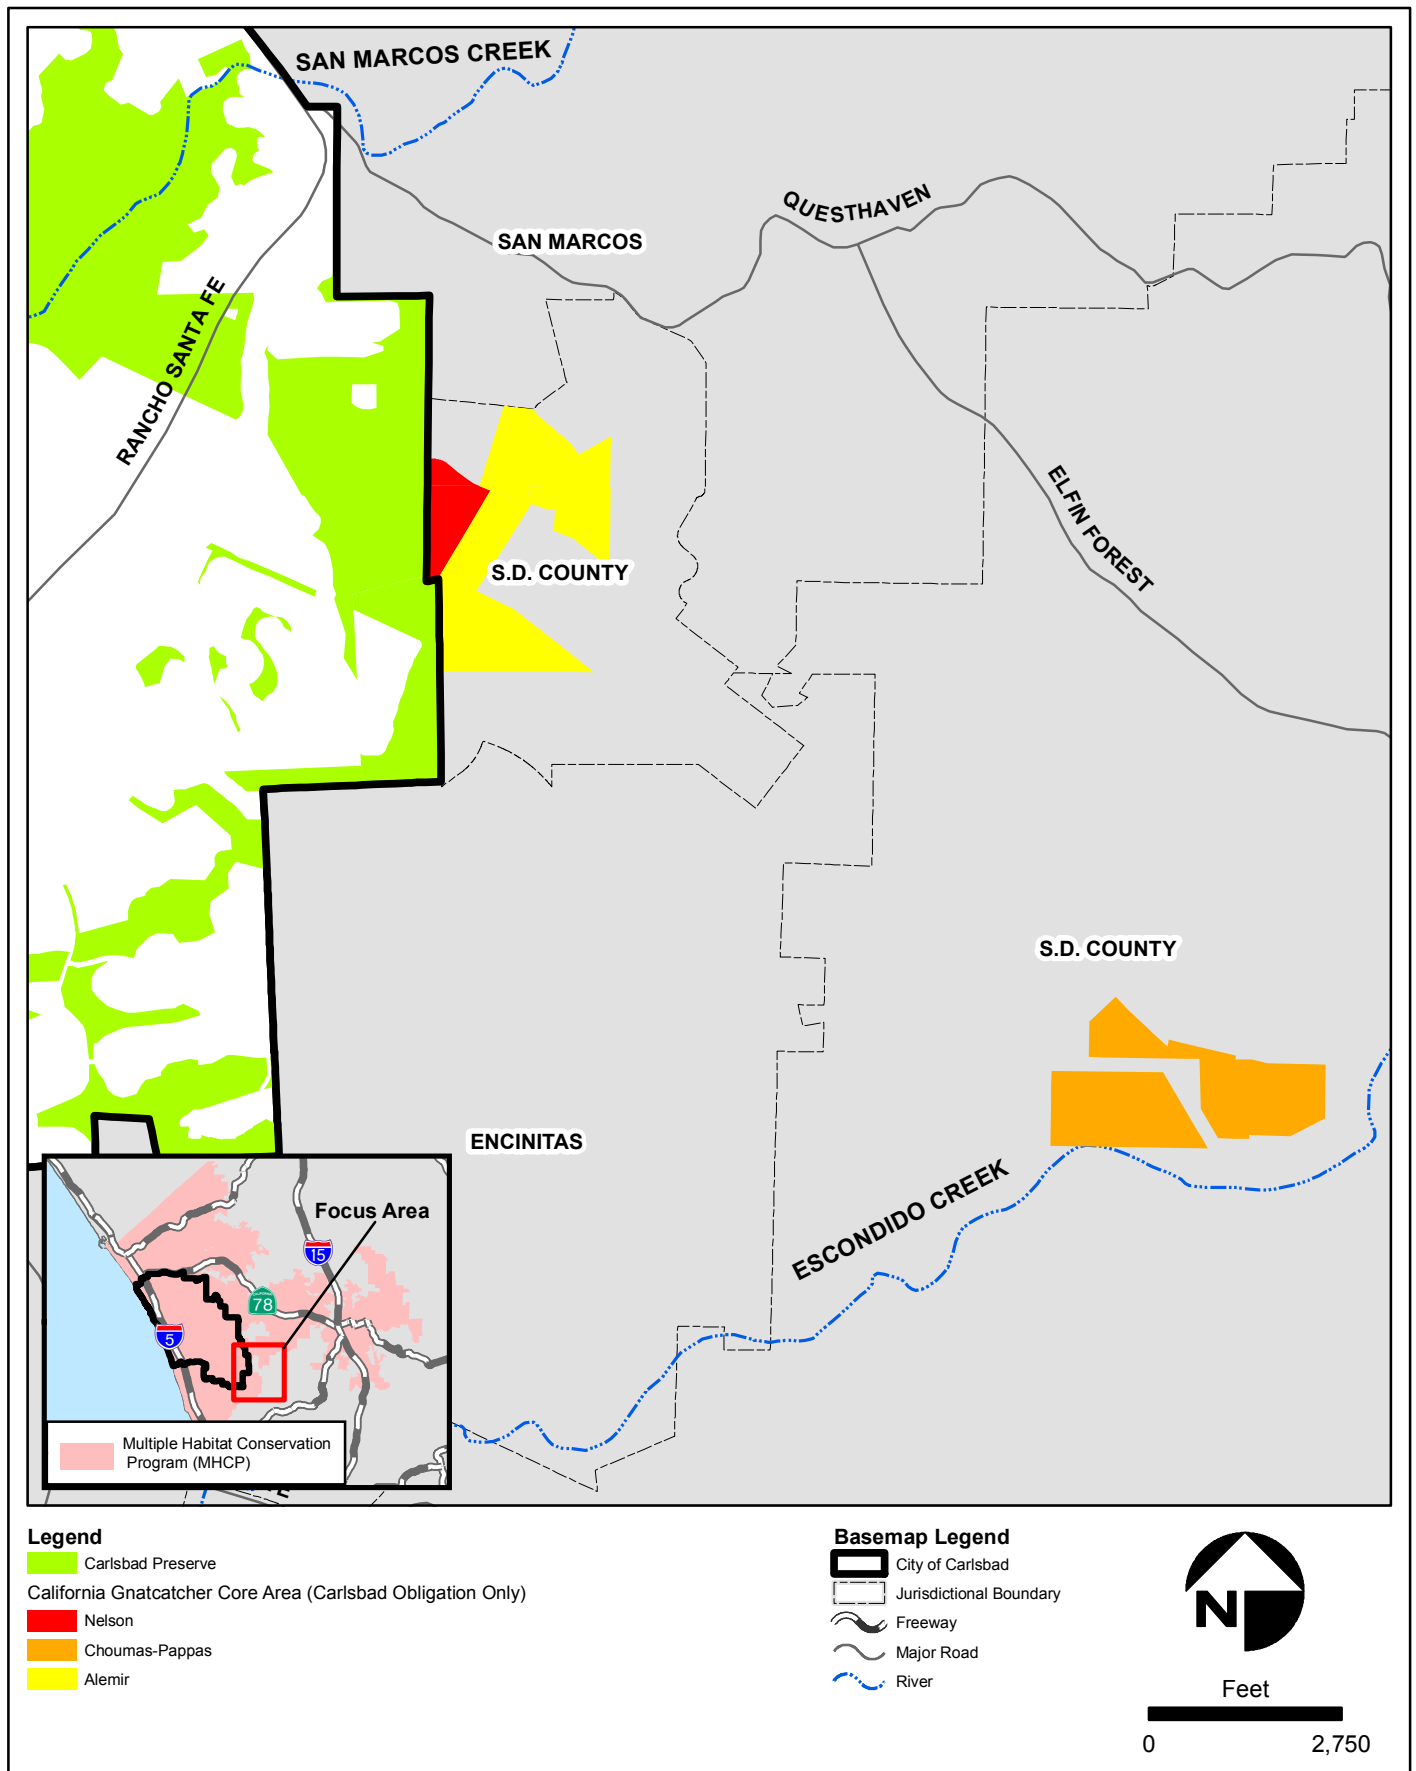 SAN MARCOS CREEK
QUESTHAVEN
SAN MARCOS
RANCHO SANTA FE
ELFIN FOREST
S.D. COUNTY
S.D. COUNTY
ENCINITAS
ESCONDIDO CREEK
Focus Area
15
78
5
Multiple Habitat Conservation
Program (MHCP)
Legend
Carlsbad Preserve
California Gnatcatcher Core Area (Carlsbad Obligation Only)
Nelson
Choumas-Pappas
Alemir
Basemap Legend
City of Carlsbad
Jurisdictional Boundary
Freeway
Major Road
River
N
Feet
0 2,750